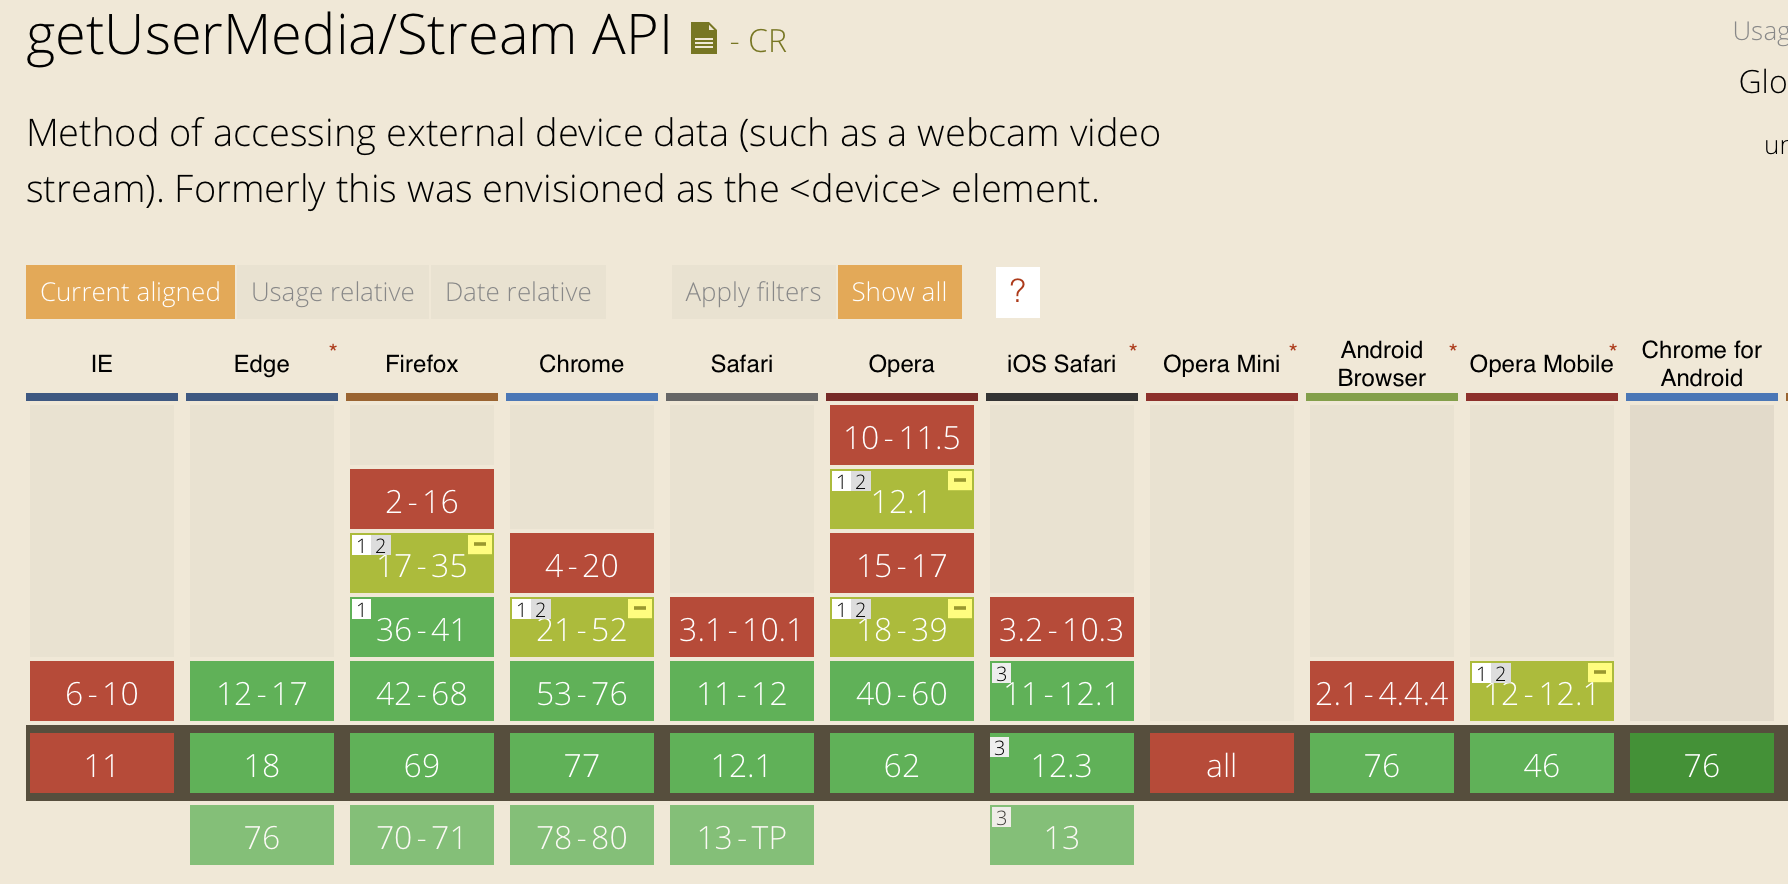 getUserMedia/Stream API - CR
Usag
Glo
Method of accessing external device data (such as a webcam video
ur
stream). Formerly this was envisioned as the <device> element.
Current aligned Usage relative Date relative Apply filters Show all ?
IE Edge * Firefox Chrome Safari Opera iOS Safari * Opera Mini * Android Browser * Opera Mobile * Chrome for Android
10-11.5
2-16 1 2 12.1
1 2 17-35 4-20 15-17
1 36-41 1 2 21-52 3.1-10.1 1 2 18-39 3.2-10.3
6-10 12-17 42-68 53-76 11-12 40-60 3 11-12.1 2.1-4.4.4 1 2 12-12.1
11 18 69 77 12.1 62 3 12.3 all 76 46 76
76 70-71 78-80 13-TP 3 13